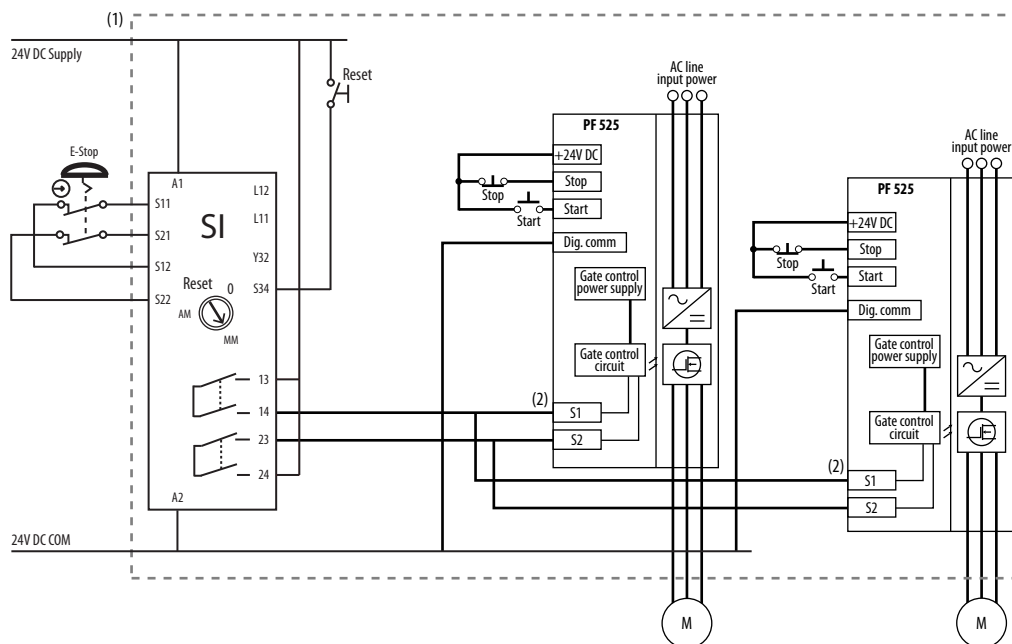 (1)
24V DC Supply
Reset
E-Stop
A1
S11
S21
S12
S22
SI
L12
L11
Y32
S34
Reset
0
AM
MM
13
14
23
24
A2
24V DC COM
AC line
input power
PF 525
+24V DC
Stop
Start
Stop
Start
Dig. comm
Gate control
power supply
Gate control
circuit
(2)
S1
S2
M
AC line
input power
PF 525
+24V DC
Stop
Start
Stop
Start
Dig. comm
Gate control
power supply
Gate control
circuit
(2)
S1
S2
M